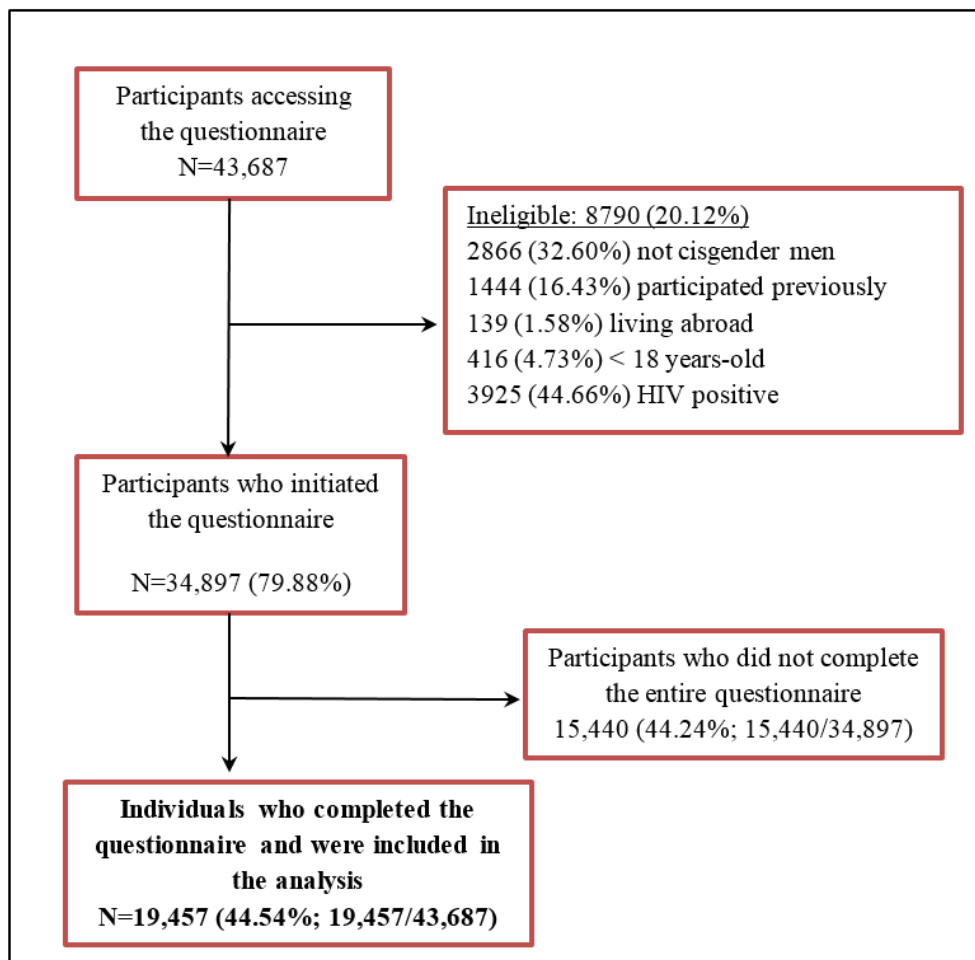 Participants accessing
the questionnaire
N=43,687
Ineligible: 8790 (20.12%)
2866 (32.60%) not cisgender men
1444 (16.43%) participated previously
139 (1.58%) living abroad
416 (4.73%) < 18 years-old
3925 (44.66%) HIV positive
Participants who initiated
the questionnaire
N=34,897 (79.88%)
Participants who did not complete
the entire questionnaire
15,440 (44.24%; 15,440/34,897)
Individuals who completed the
questionnaire and were included in
the analysis
N=19,457 (44.54%; 19,457/43,687)